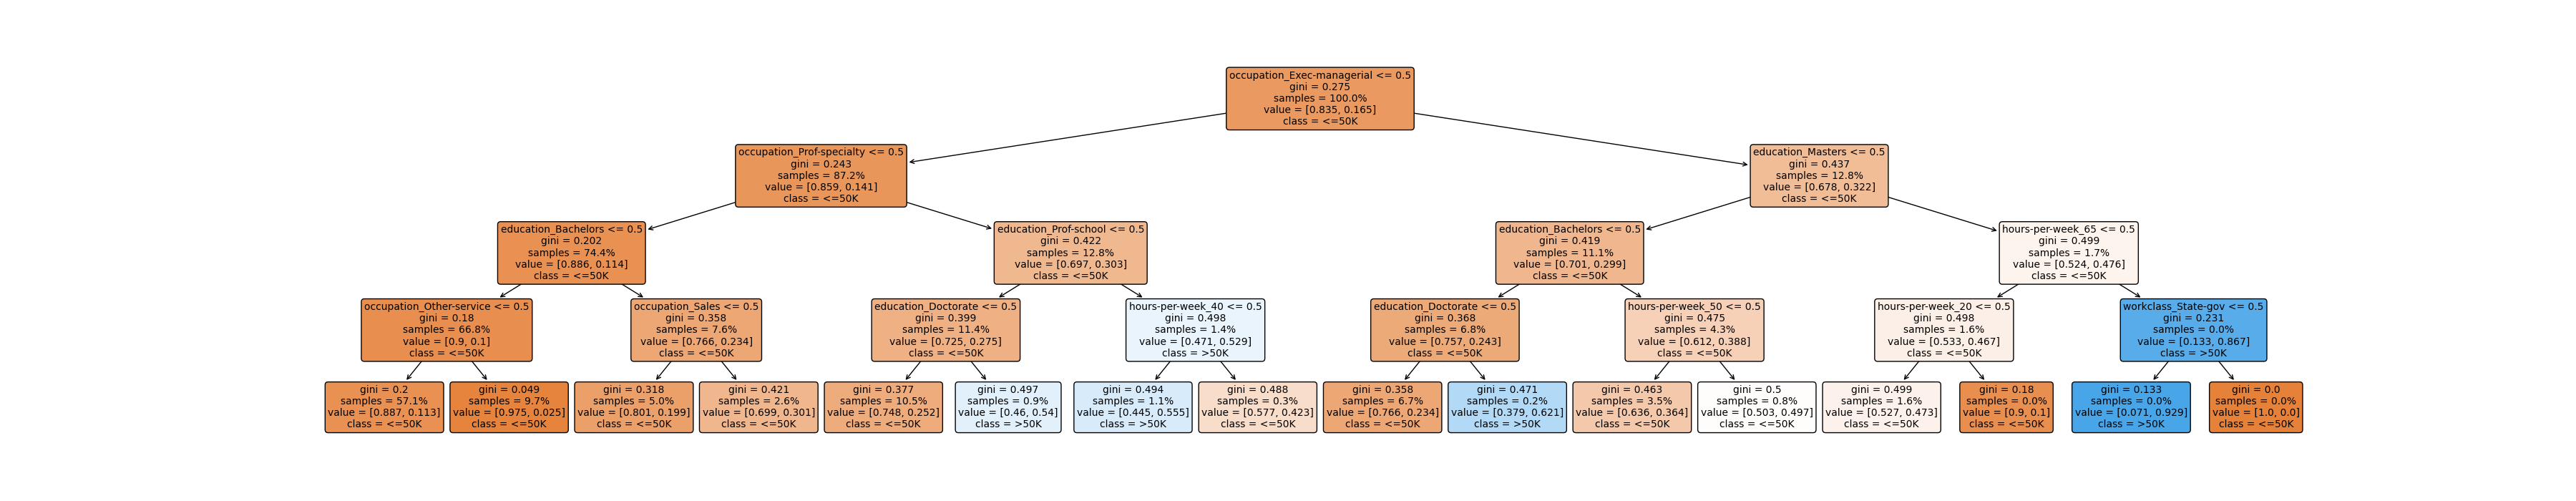 occupation_Exec-managerial <= 0.5
gini = 0.275
samples = 100.0%
value = [0.835, 0.165]
class = <=50K
occupation_Prof-specialty <= 0.5
gini = 0.243
samples = 87.2%
value = [0.859, 0.141]
class = <=50K
education_Masters <= 0.5
gini = 0.437
samples = 12.8%
value = [0.678, 0.322]
class = <=50K
education_Bachelors <= 0.5
gini = 0.202
samples = 74.4%
value = [0.886, 0.114]
class = <=50K
education_Prof-school <= 0.5
gini = 0.422
samples = 12.8%
value = [0.697, 0.303]
class = <=50K
education_Bachelors <= 0.5
gini = 0.419
samples = 11.1%
value = [0.701, 0.299]
class = <=50K
hours-per-week_65 <= 0.5
gini = 0.499
samples = 1.7%
value = [0.524, 0.476]
class = <=50K
occupation_Other-service <= 0.5
gini = 0.18
samples = 66.8%
value = [0.9, 0.1]
class = <=50K
occupation_Sales <= 0.5
gini = 0.358
samples = 7.6%
value = [0.766, 0.234]
class = <=50K
education_Doctorate <= 0.5
gini = 0.399
samples = 11.4%
value = [0.725, 0.275]
class = <=50K
hours-per-week_40 <= 0.5
gini = 0.498
samples = 1.4%
value = [0.471, 0.529]
class = >50K
education_Doctorate <= 0.5
gini = 0.368
samples = 6.8%
value = [0.757, 0.243]
class = <=50K
hours-per-week_50 <= 0.5
gini = 0.475
samples = 4.3%
value = [0.612, 0.388]
class = <=50K
hours-per-week_20 <= 0.5
gini = 0.498
samples = 1.6%
value = [0.533, 0.467]
class = <=50K
workclass_State-gov <= 0.5
gini = 0.231
samples = 0.0%
value = [0.133, 0.867]
class = >50K
gini = 0.2
samples = 57.1%
value = [0.887, 0.113]
class = <=50K
gini = 0.049
samples = 9.7%
value = [0.975, 0.025]
class = <=50K
gini = 0.318
samples = 5.0%
value = [0.801, 0.199]
class = <=50K
gini = 0.421
samples = 2.6%
value = [0.699, 0.301]
class = <=50K
gini = 0.377
samples = 10.5%
value = [0.748, 0.252]
class = <=50K
gini = 0.497
samples = 0.9%
value = [0.46, 0.54]
class = >50K
gini = 0.494
samples = 1.1%
value = [0.445, 0.555]
class = >50K
gini = 0.488
samples = 0.3%
value = [0.577, 0.423]
class = <=50K
gini = 0.358
samples = 6.7%
value = [0.766, 0.234]
class = <=50K
gini = 0.471
samples = 0.2%
value = [0.379, 0.621]
class = >50K
gini = 0.463
samples = 3.5%
value = [0.636, 0.364]
class = <=50K
gini = 0.5
samples = 0.8%
value = [0.503, 0.497]
class = <=50K
gini = 0.499
samples = 1.6%
value = [0.527, 0.473]
class = <=50K
gini = 0.18
samples = 0.0%
value = [0.9, 0.1]
class = <=50K
gini = 0.133
samples = 0.0%
value = [0.071, 0.929]
class = >50K
gini = 0.0
samples = 0.0%
value = [1.0, 0.0]
class = <=50K